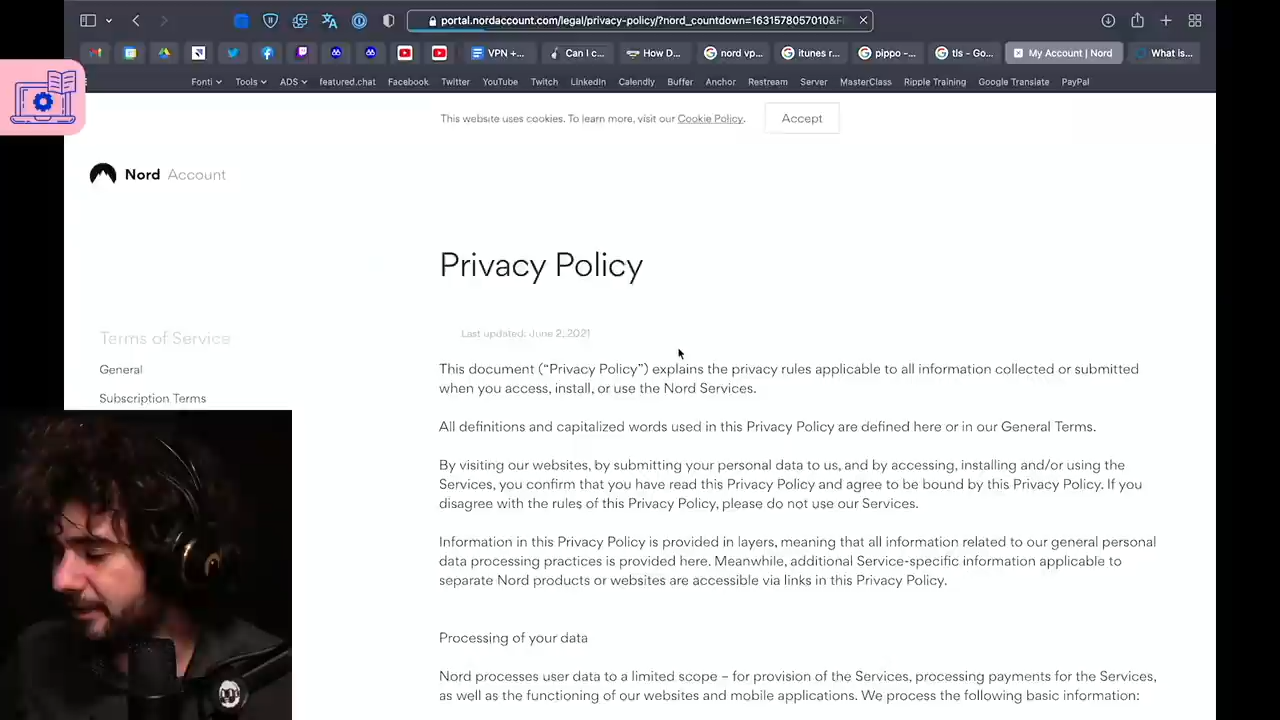 portal.nordaccount.com/legal/privacy-policy/?nord_countdown=1631578057010&
VPN +...
Can I c...
How D...
nord vp...
itunes r...
pippo -...
tls - Go...
My Account | Nord
What is...
Fonti Tools ADS featured.chat Facebook Twitter YouTube Twitch LinkedIn Calendly Buffer Anchor Restream Server MasterClass Ripple Training Google Translate PayPal
This website uses cookies. To learn more, visit our Cookie Policy.
Accept
Nord Account
Privacy Policy
Terms of Service
General
Subscription Terms
Last updated: June 2, 2021
This document (“Privacy Policy”) explains the privacy rules applicable to all information collected or submitted
when you access, install, or use the Nord Services.
All definitions and capitalized words used in this Privacy Policy are defined here or in our General Terms.
By visiting our websites, by submitting your personal data to us, and by accessing, installing and/or using the
Services, you confirm that you have read this Privacy Policy and agree to be bound by this Privacy Policy. If you
disagree with the rules of this Privacy Policy, please do not use our Services.
Information in this Privacy Policy is provided in layers, meaning that all information related to our general personal
data processing practices is provided here. Meanwhile, additional Service-specific information applicable to
separate Nord products or websites are accessible via links in this Privacy Policy.
Processing of your data
Nord processes user data to a limited scope – for provision of the Services, processing payments for the Services,
as well as the functioning of our websites and mobile applications. We process the following basic information: